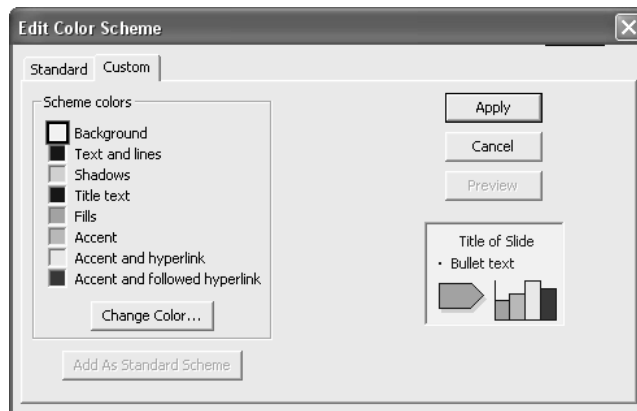 Edit Color Scheme
Standard
Custom
Scheme colors
Background
Text and lines
Shadows
Title text
Fills
Accent
Accent and hyperlink
Accent and followed hyperlink
Change Color...
Add As Standard Scheme
Apply
Cancel
Preview
Title of Slide
• Bullet text